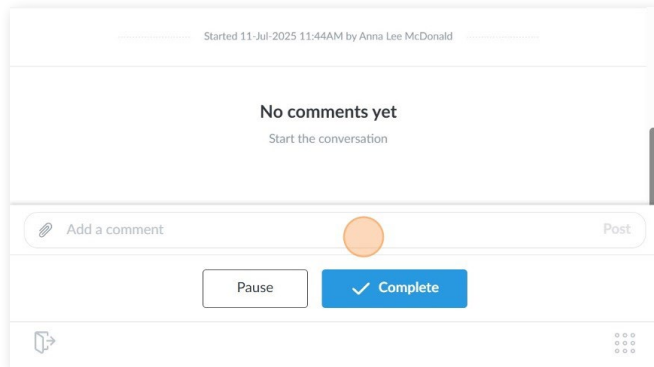 Started 11-Jul-2025 11:44AM by Anna Lee McDonald
No comments yet
Start the conversation
Add a comment
Post
Pause
Complete